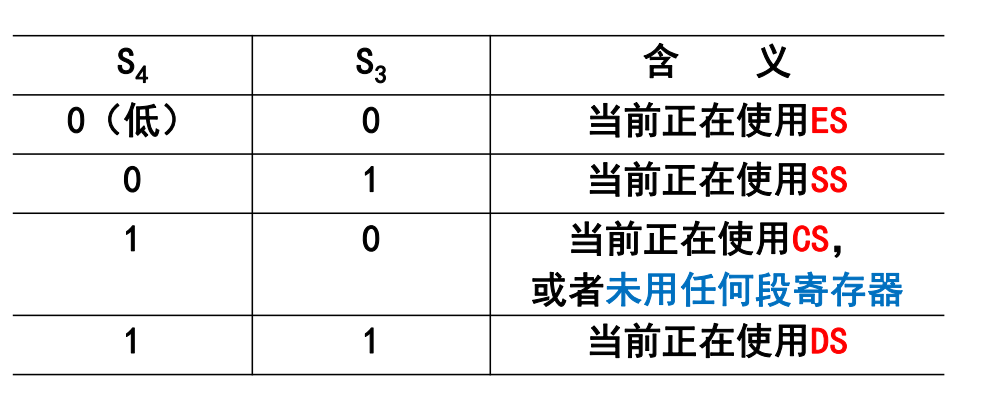 S₄ S₃ 含 义
0（低） 0 当前正在使用ES
0 1 当前正在使用SS
1 0 当前正在使用CS，
或者未用任何段寄存器
1 1 当前正在使用DS